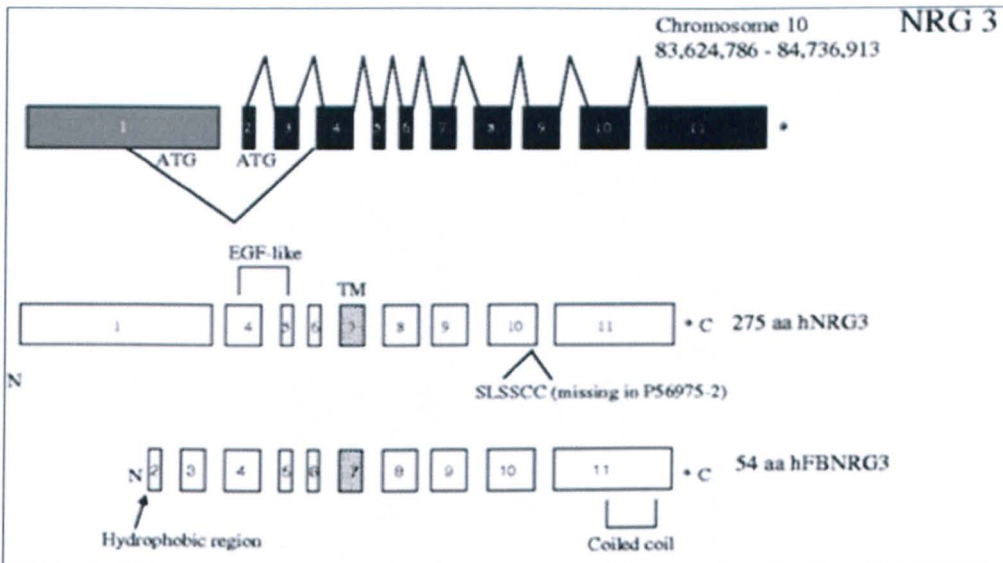 Chromosome 10 NRG 3
83,624,786 - 84,736,913
1 2 3 4 5 6 7 8 9 10 11 *
ATG ATG
EGF-like
TM
1 4 5 6 7 8 9 10 11 * C 275 aa hNRG3
N
SLSSCC (missing in P56975-2)
N 2 3 4 5 6 7 8 9 10 11 * C 54 aa hFBNRG3
Hydrophobic region Coiled coil